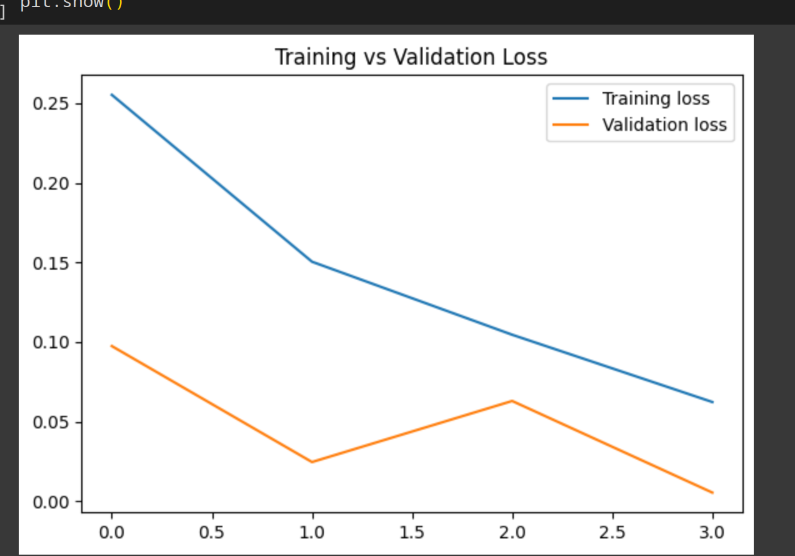 ] plt.show()
Training vs Validation Loss
Training loss
Validation loss
0.25
0.20
0.15
0.10
0.05
0.00
0.0 0.5 1.0 1.5 2.0 2.5 3.0